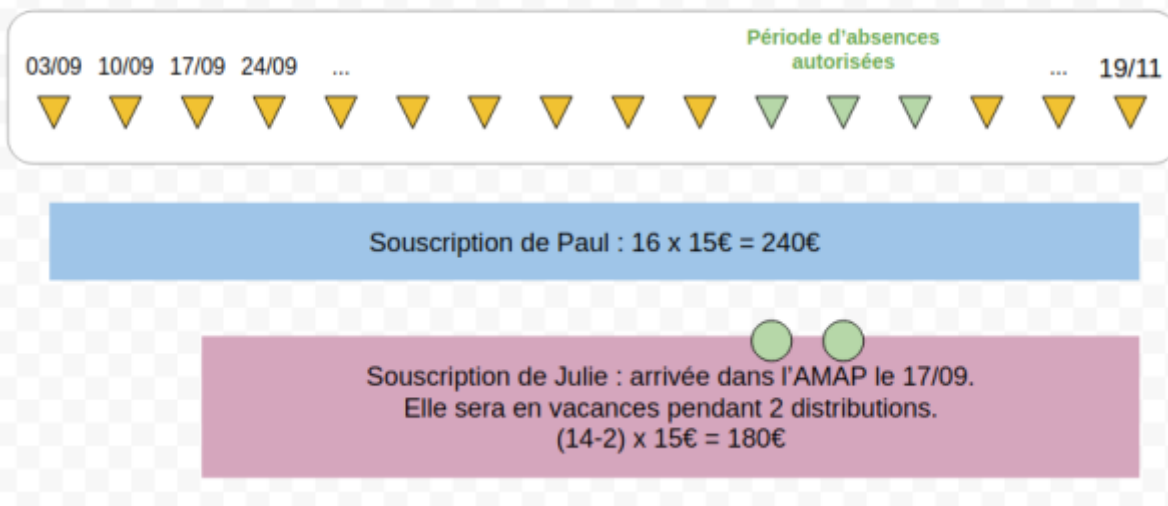 Période d'absences
autorisées
03/09 10/09 17/09 24/09 ... ... 19/11
Souscription de Paul : 16 x 15€ = 240€
Souscription de Julie : arrivée dans l'AMAP le 17/09.
Elle sera en vacances pendant 2 distributions.
(14-2) x 15€ = 180€